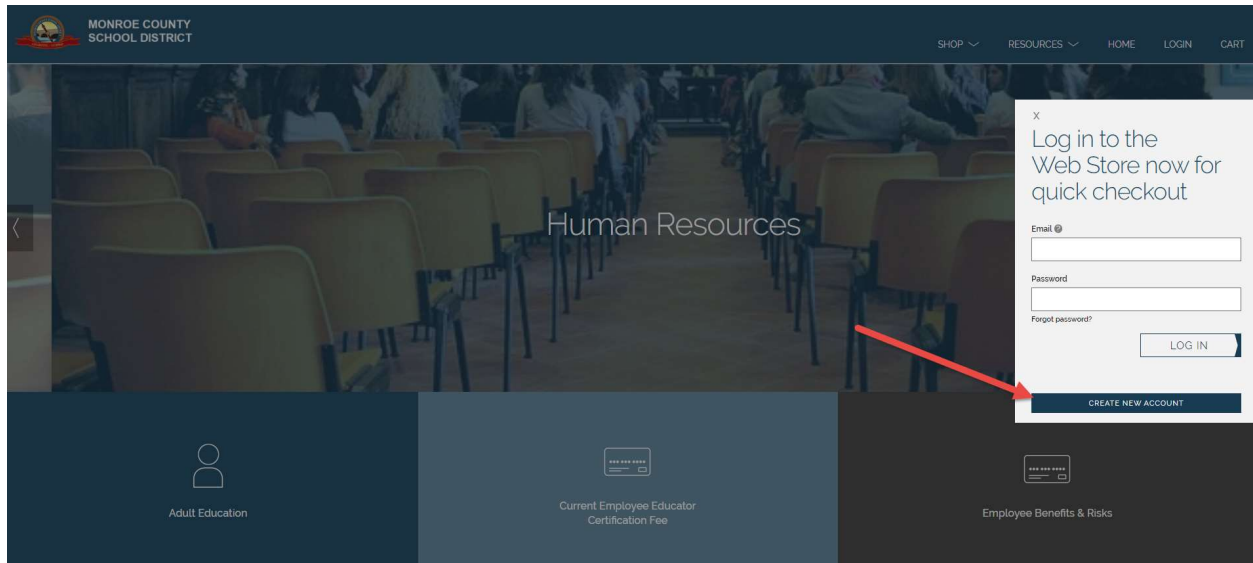 MONROE COUNTY
SCHOOL DISTRICT
SHOP
RESOURCES
HOME
LOGIN
CART
X
Log in to the
Web Store now for
quick checkout
Human Resources
Email
Password
Forgot password?
LOG IN
CREATE NEW ACCOUNT
Adult Education
Current Employee Educator
Certification Fee
Employee Benefits & Risks